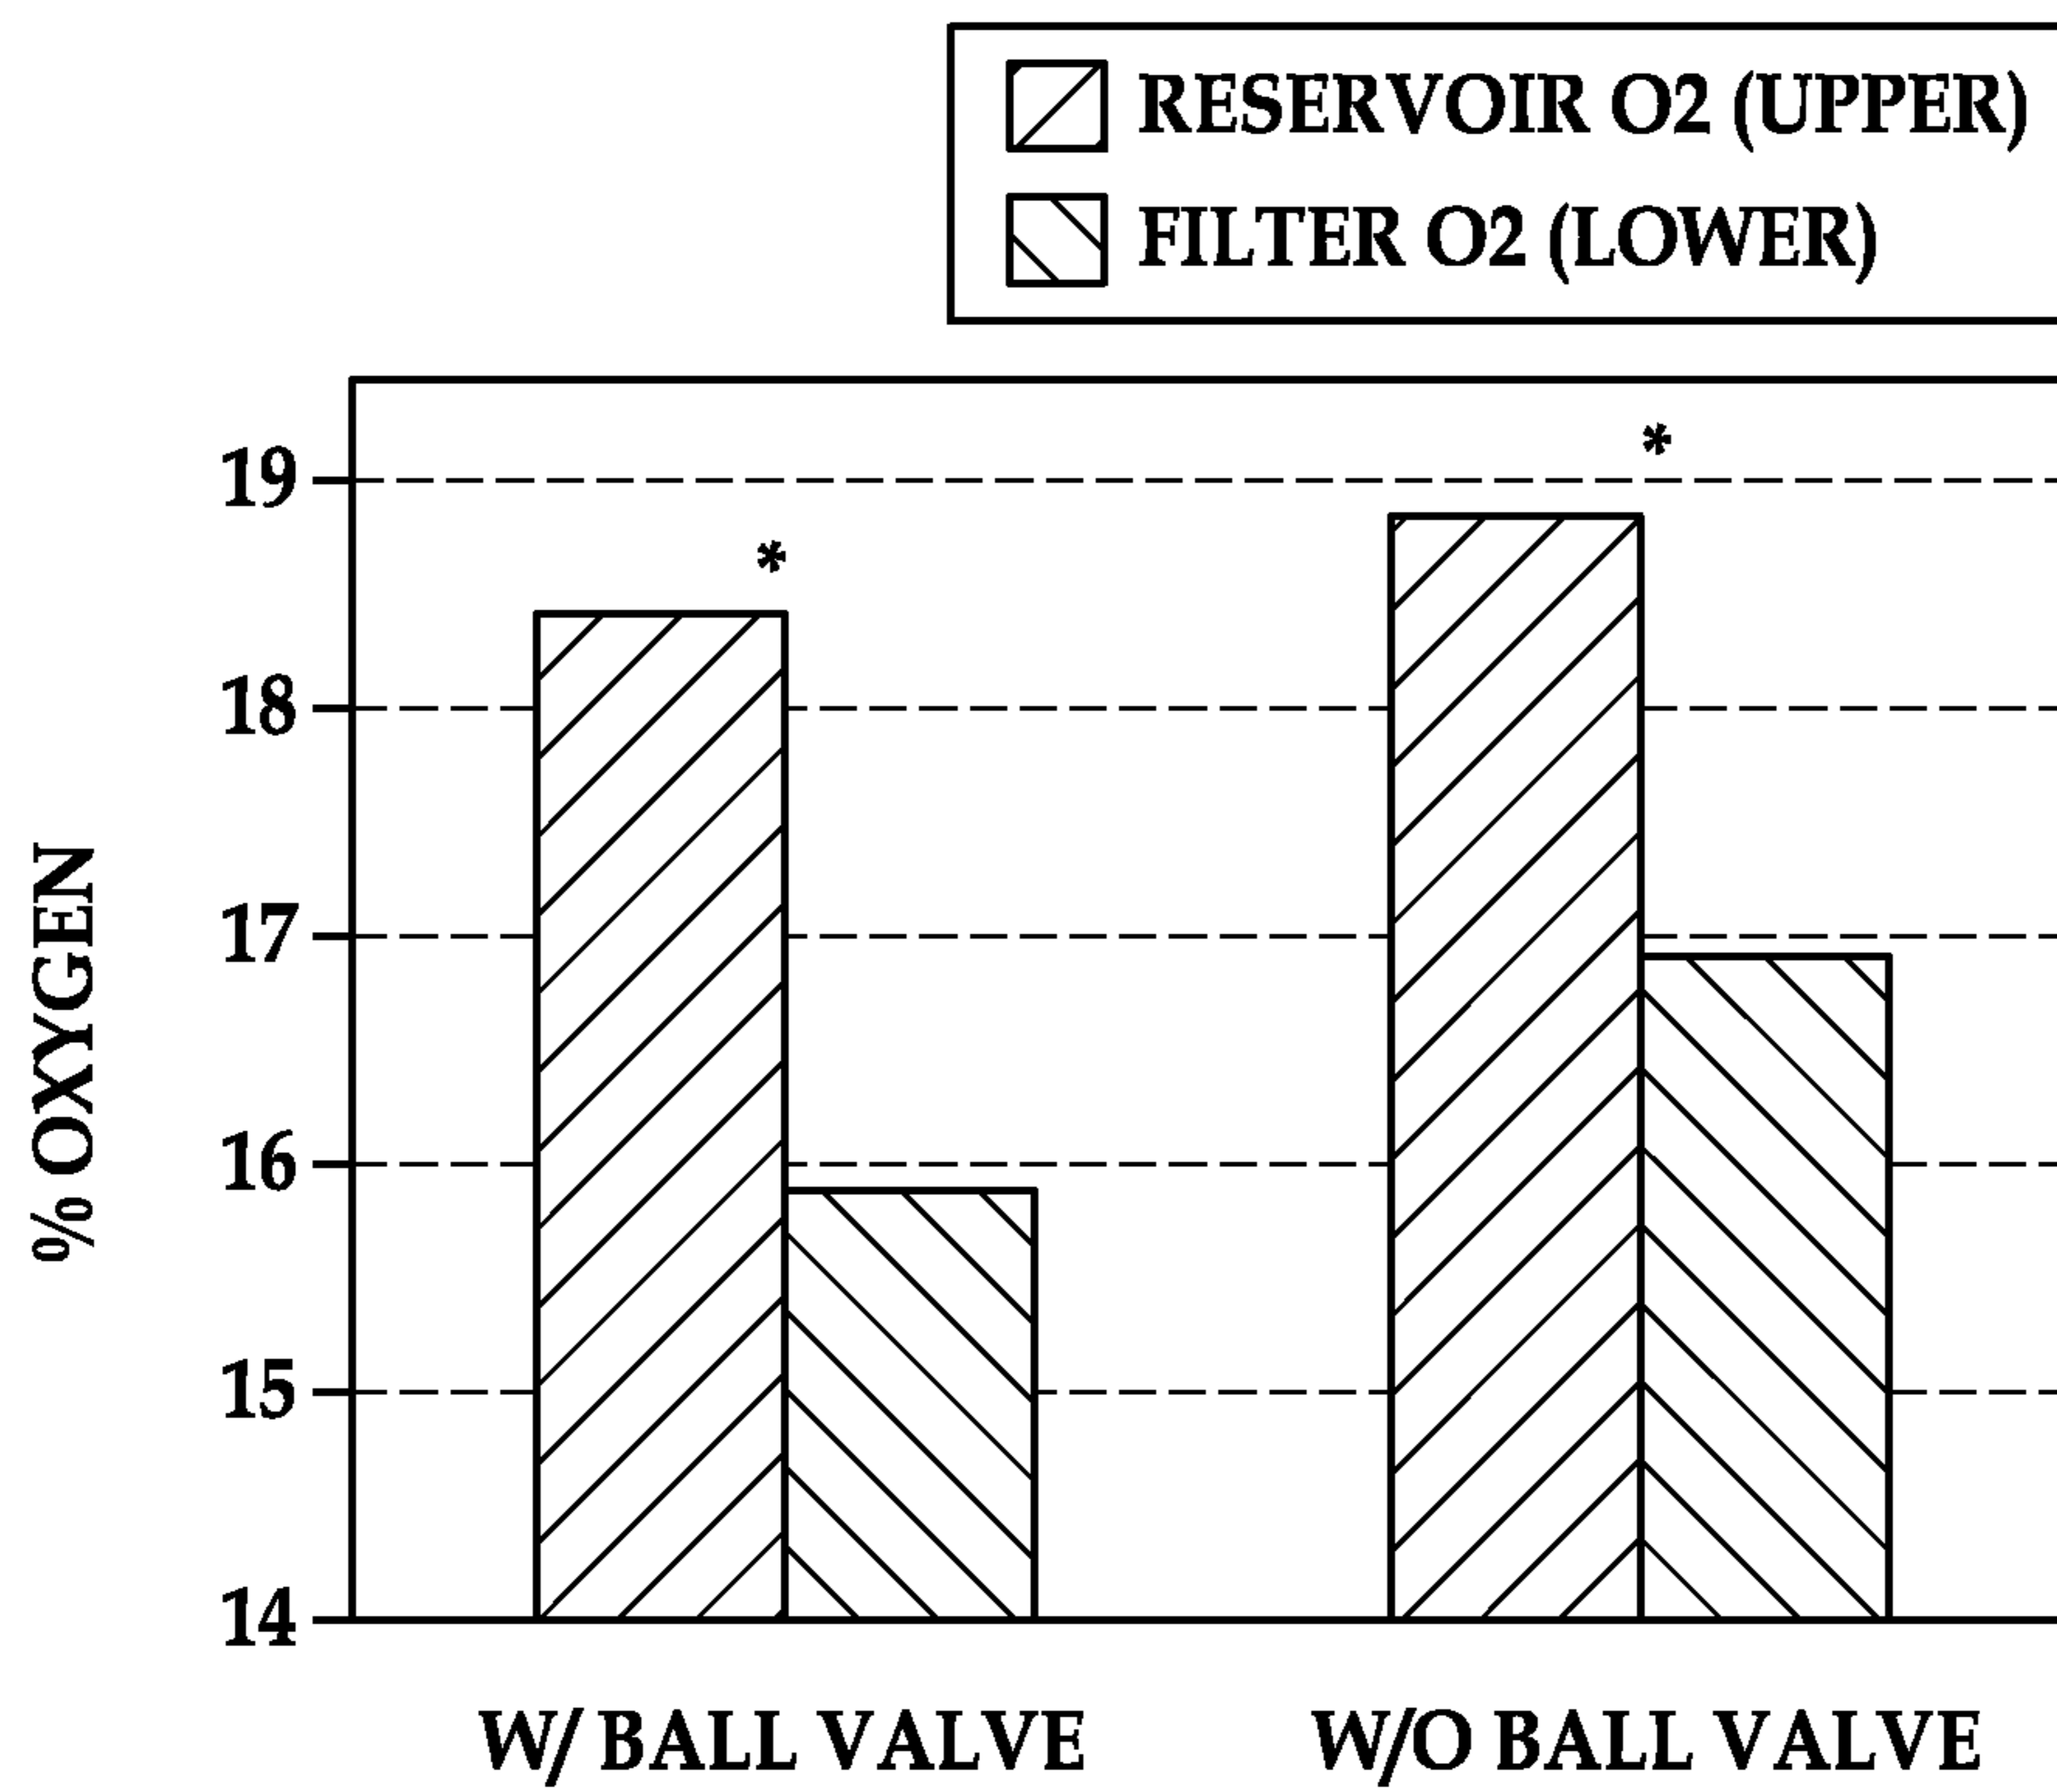 RESERVOIR O2 (UPPER)
FILTER O2 (LOWER)
19
18
17
16
15
14
% OXYGEN
*
*
W/ BALL VALVE
W/O BALL VALVE